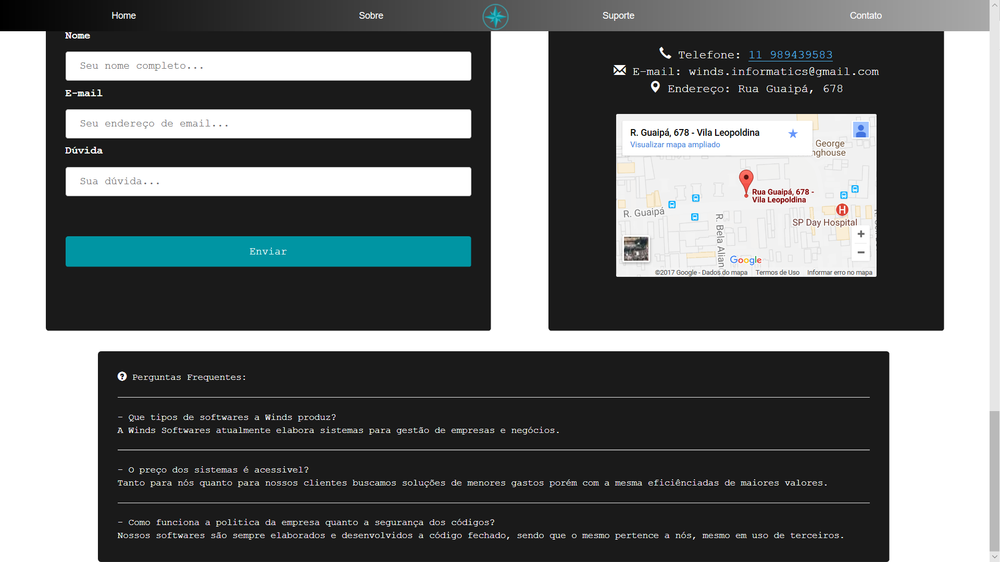 Home
Sobre
Suporte
Contato
Nome
Seu nome completo...
E-mail
Seu endereço de email...
Dúvida
Sua dúvida...
Enviar
Telefone: 11 989439583
E-mail: winds.informatics@gmail.com
Endereço: Rua Guaipá, 678
R. Guaipá, 678 - Vila Leopoldina
Visualizar mapa ampliado
George
Rua Guaipá, 678 -
Vila Leopoldina
R. Guaipá
R. Bela
H
SP Day Hospital
+
−
Google
©2017 Google - Dados do mapa
Termos de Uso
Informar erro no mapa
? Perguntas Frequentes:
- Que tipos de softwares a Winds produz?
A Winds Softwares atualmente elabora sistemas para gestão de empresas e negócios.
- O preço dos sistemas é acessivel?
Tanto para nós quanto para nossos clientes buscamos soluções de menores gastos porém com a mesma eficiênciadas de maiores valores.
- Como funciona a politica da empresa quanto a segurança dos códigos?
Nossos softwares são sempre elaborados e desenvolvidos a código fechado, sendo que o mesmo pertence a nós, mesmo em uso de terceiros.